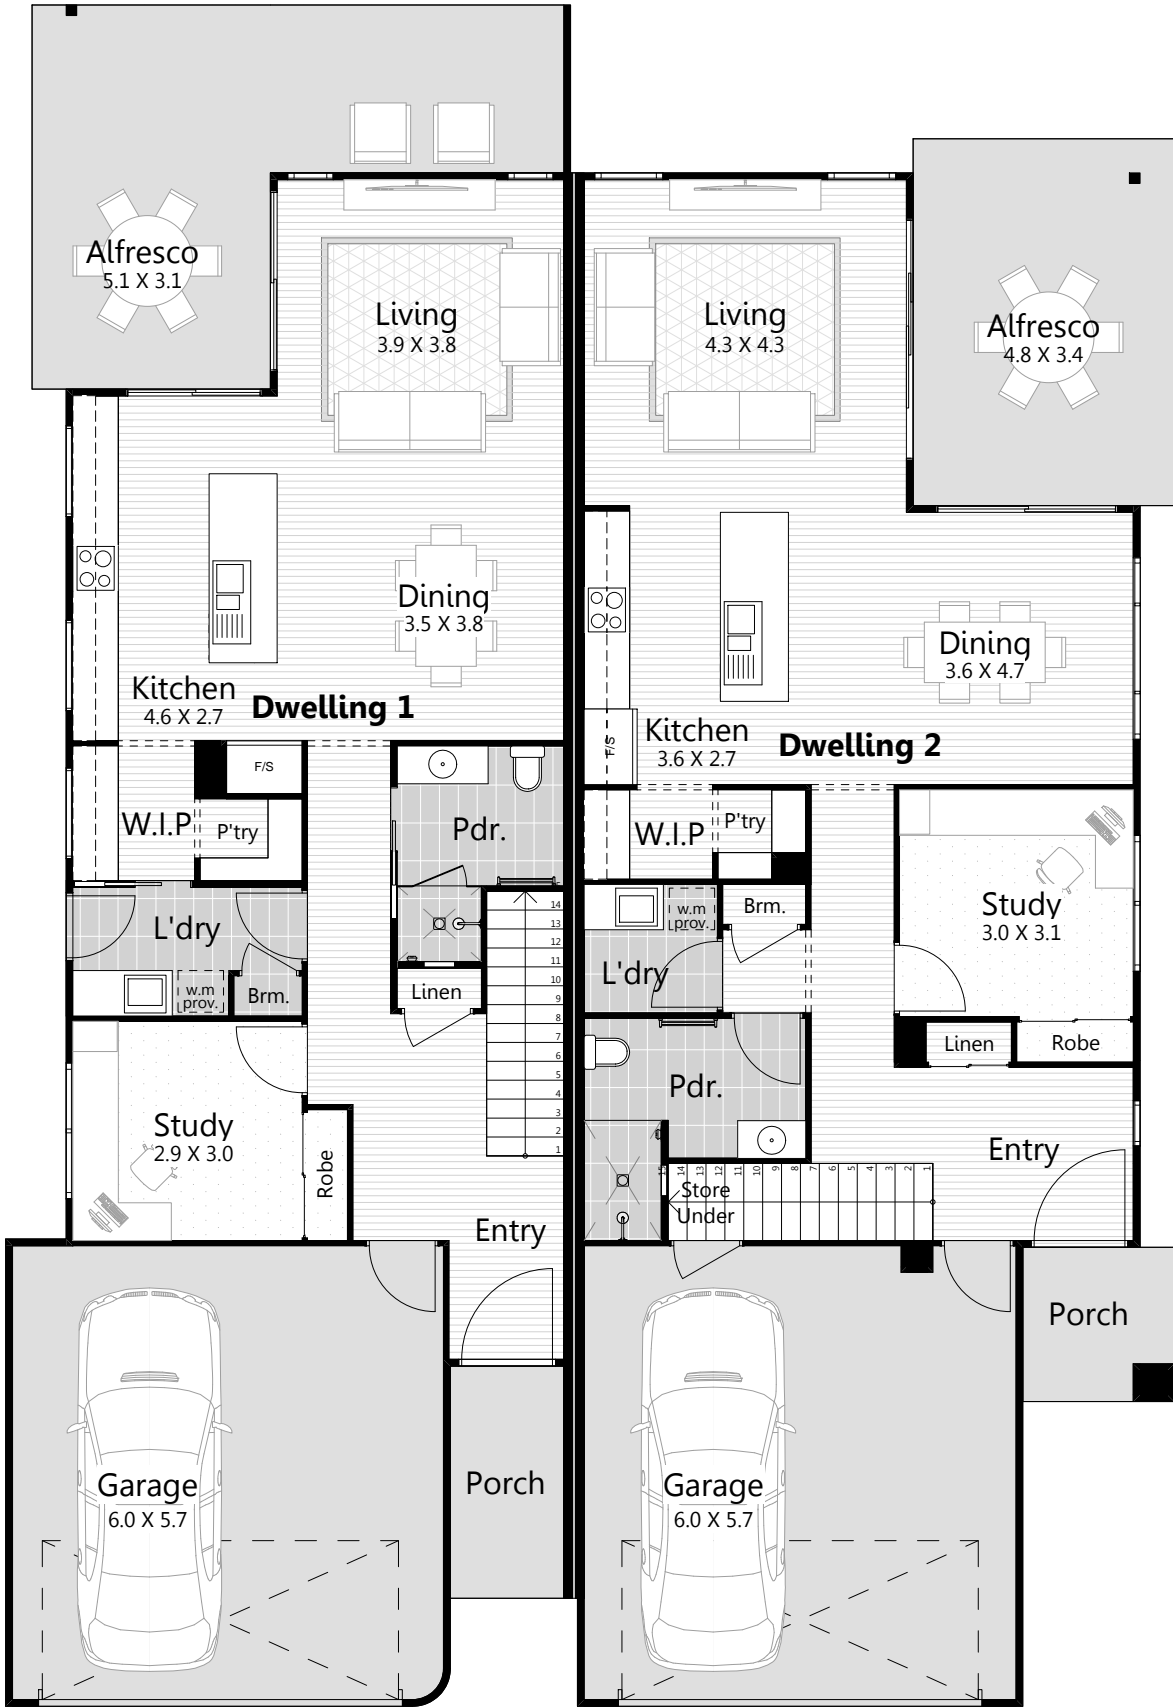 Alfresco
5.1 X 3.1
Living
3.9 X 3.8
Dining
3.5 X 3.8
Kitchen
4.6 X 2.7
Dwelling 1
F/S
W.I.P
P'try
Pdr.
L'dry
w.m
prov.
Brm.
Linen
14
13
12
11
10
9
8
7
6
5
4
3
2
1
Study
2.9 X 3.0
Robe
Entry
Garage
6.0 X 5.7
Porch
Living
4.3 X 4.3
Alfresco
4.8 X 3.4
Dining
3.6 X 4.7
F/S
Kitchen
3.6 X 2.7
Dwelling 2
W.I.P
P'try
w.m
prov.
Brm.
L'dry
Study
3.0 X 3.1
Linen
Robe
Pdr.
Entry
15
14
13
12
11
10
9
8
7
6
5
4
3
2
1
Store
Under
Porch
Garage
6.0 X 5.7